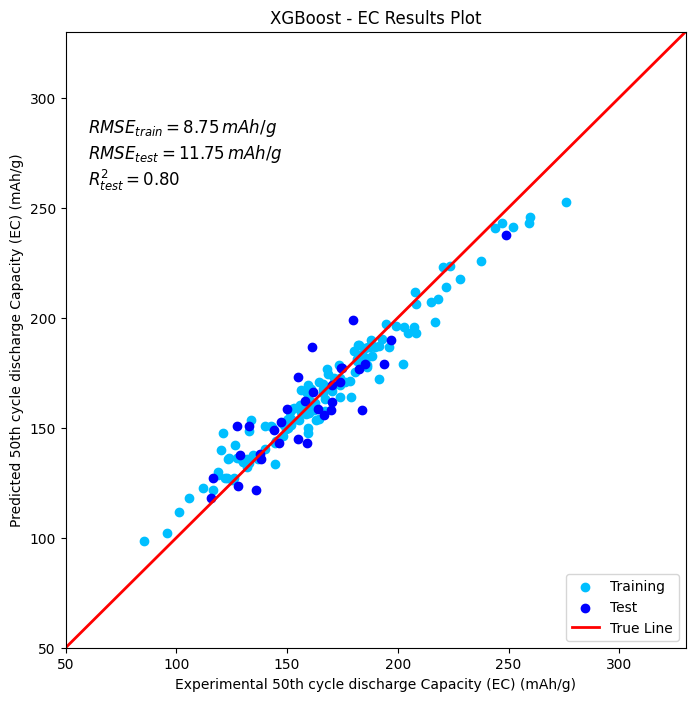 XGBoost - EC Results Plot
RMSE_train = 8.75 mAh/g
RMSE_test = 11.75 mAh/g
R²_test = 0.80
Predicted 50th cycle discharge Capacity (EC) (mAh/g)
300
250
200
150
100
50
Training
Test
True Line
50 100 150 200 250 300
Experimental 50th cycle discharge Capacity (EC) (mAh/g)